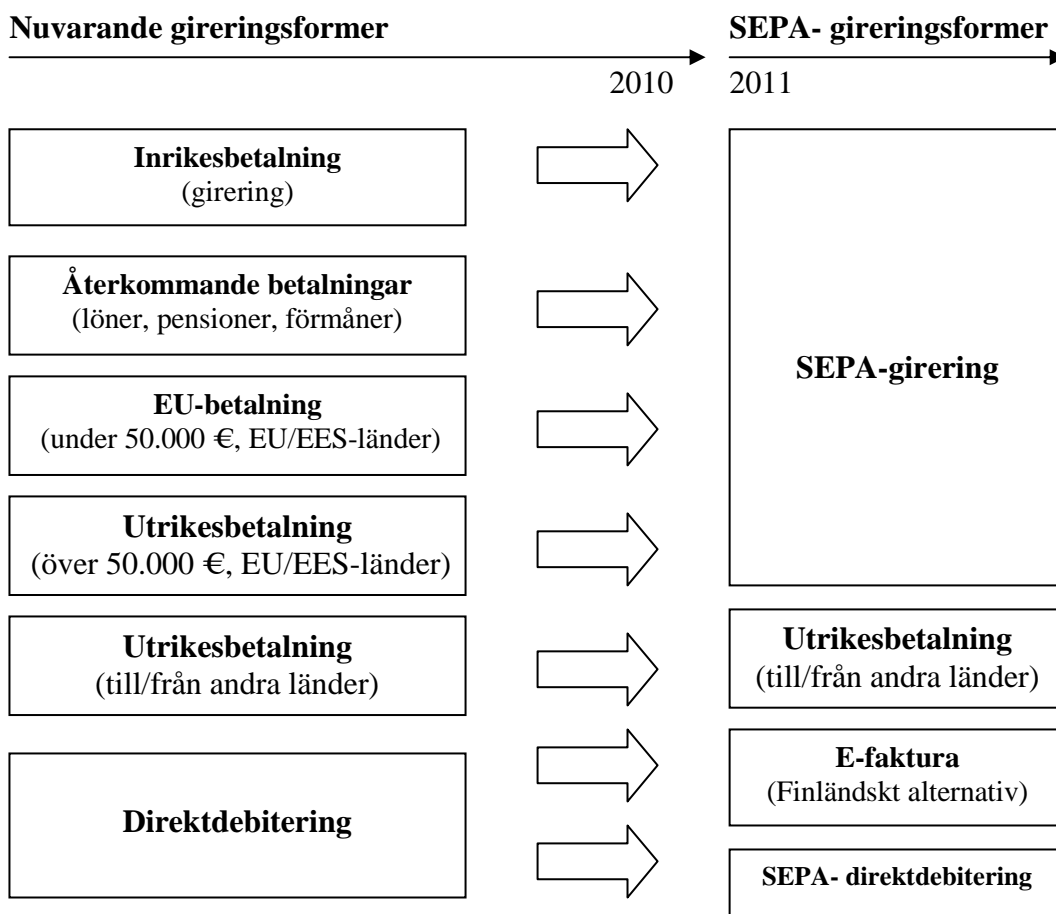 Nuvarande gireringsformer
SEPA- gireringsformer
2010
2011
Inrikesbetalning
(girering)
Återkommande betalningar
(löner, pensioner, förmåner)
EU-betalning
(under 50.000 €, EU/EES-länder)
Utrikesbetalning
(över 50.000 €, EU/EES-länder)
Utrikesbetalning
(till/från andra länder)
Direktdebitering
SEPA-girering
Utrikesbetalning
(till/från andra länder)
E-faktura
(Finländskt alternativ)
SEPA- direktdebitering